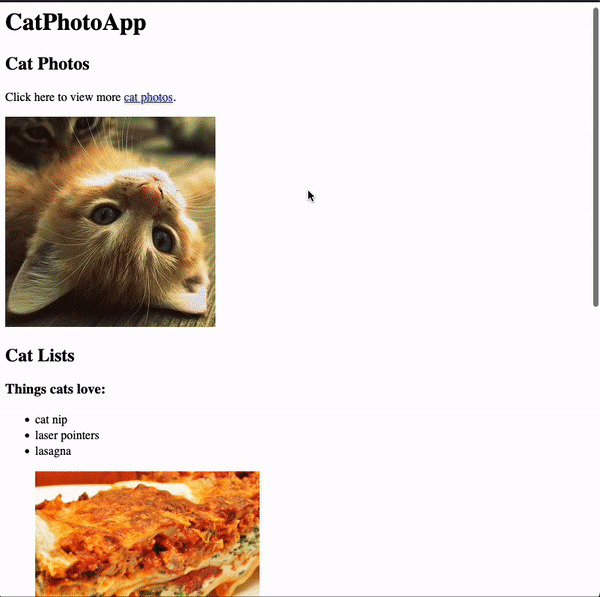 CatPhotoApp
Cat Photos
Click here to view more cat photos.
Cat Lists
Things cats love:
cat nip
laser pointers
lasagna